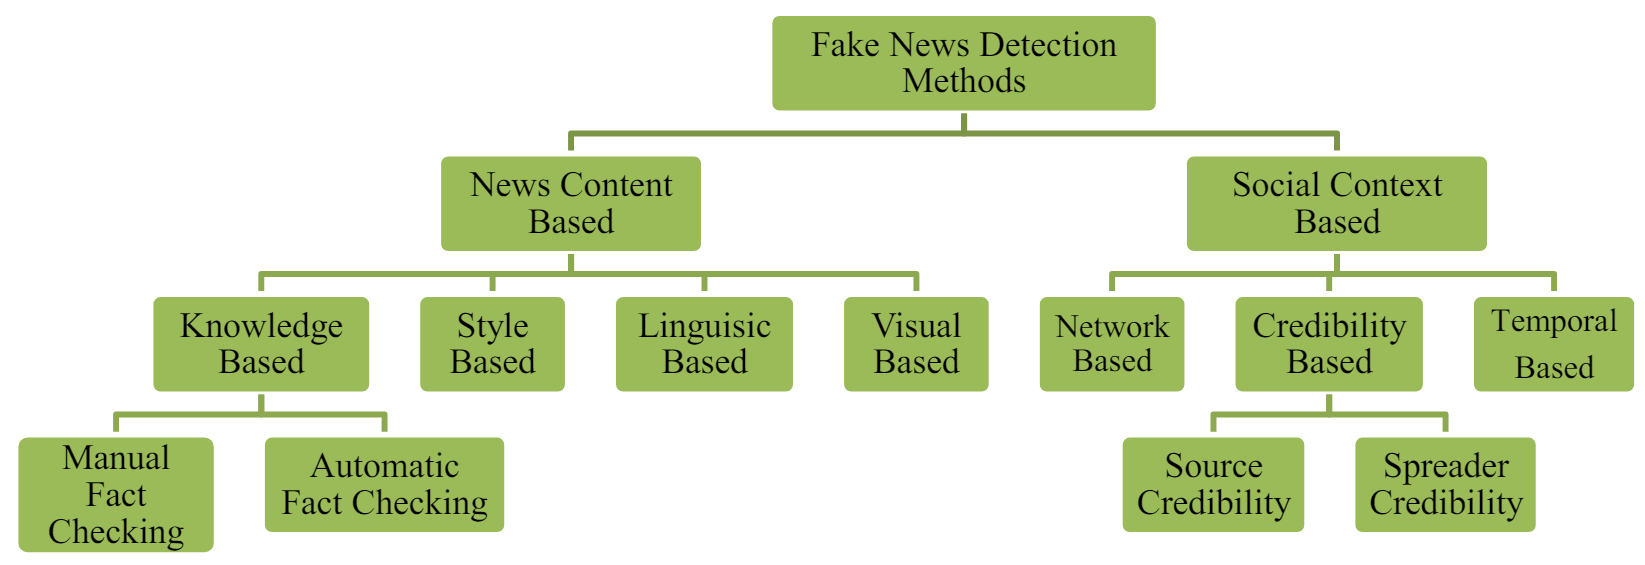 Fake News Detection
Methods
News Content
Based
Social Context
Based
Knowledge
Based
Style
Based
Linguisic
Based
Visual
Based
Network
Based
Credibility
Based
Temporal
Based
Manual
Fact
Checking
Automatic
Fact Checking
Source
Credibility
Spreader
Credibility